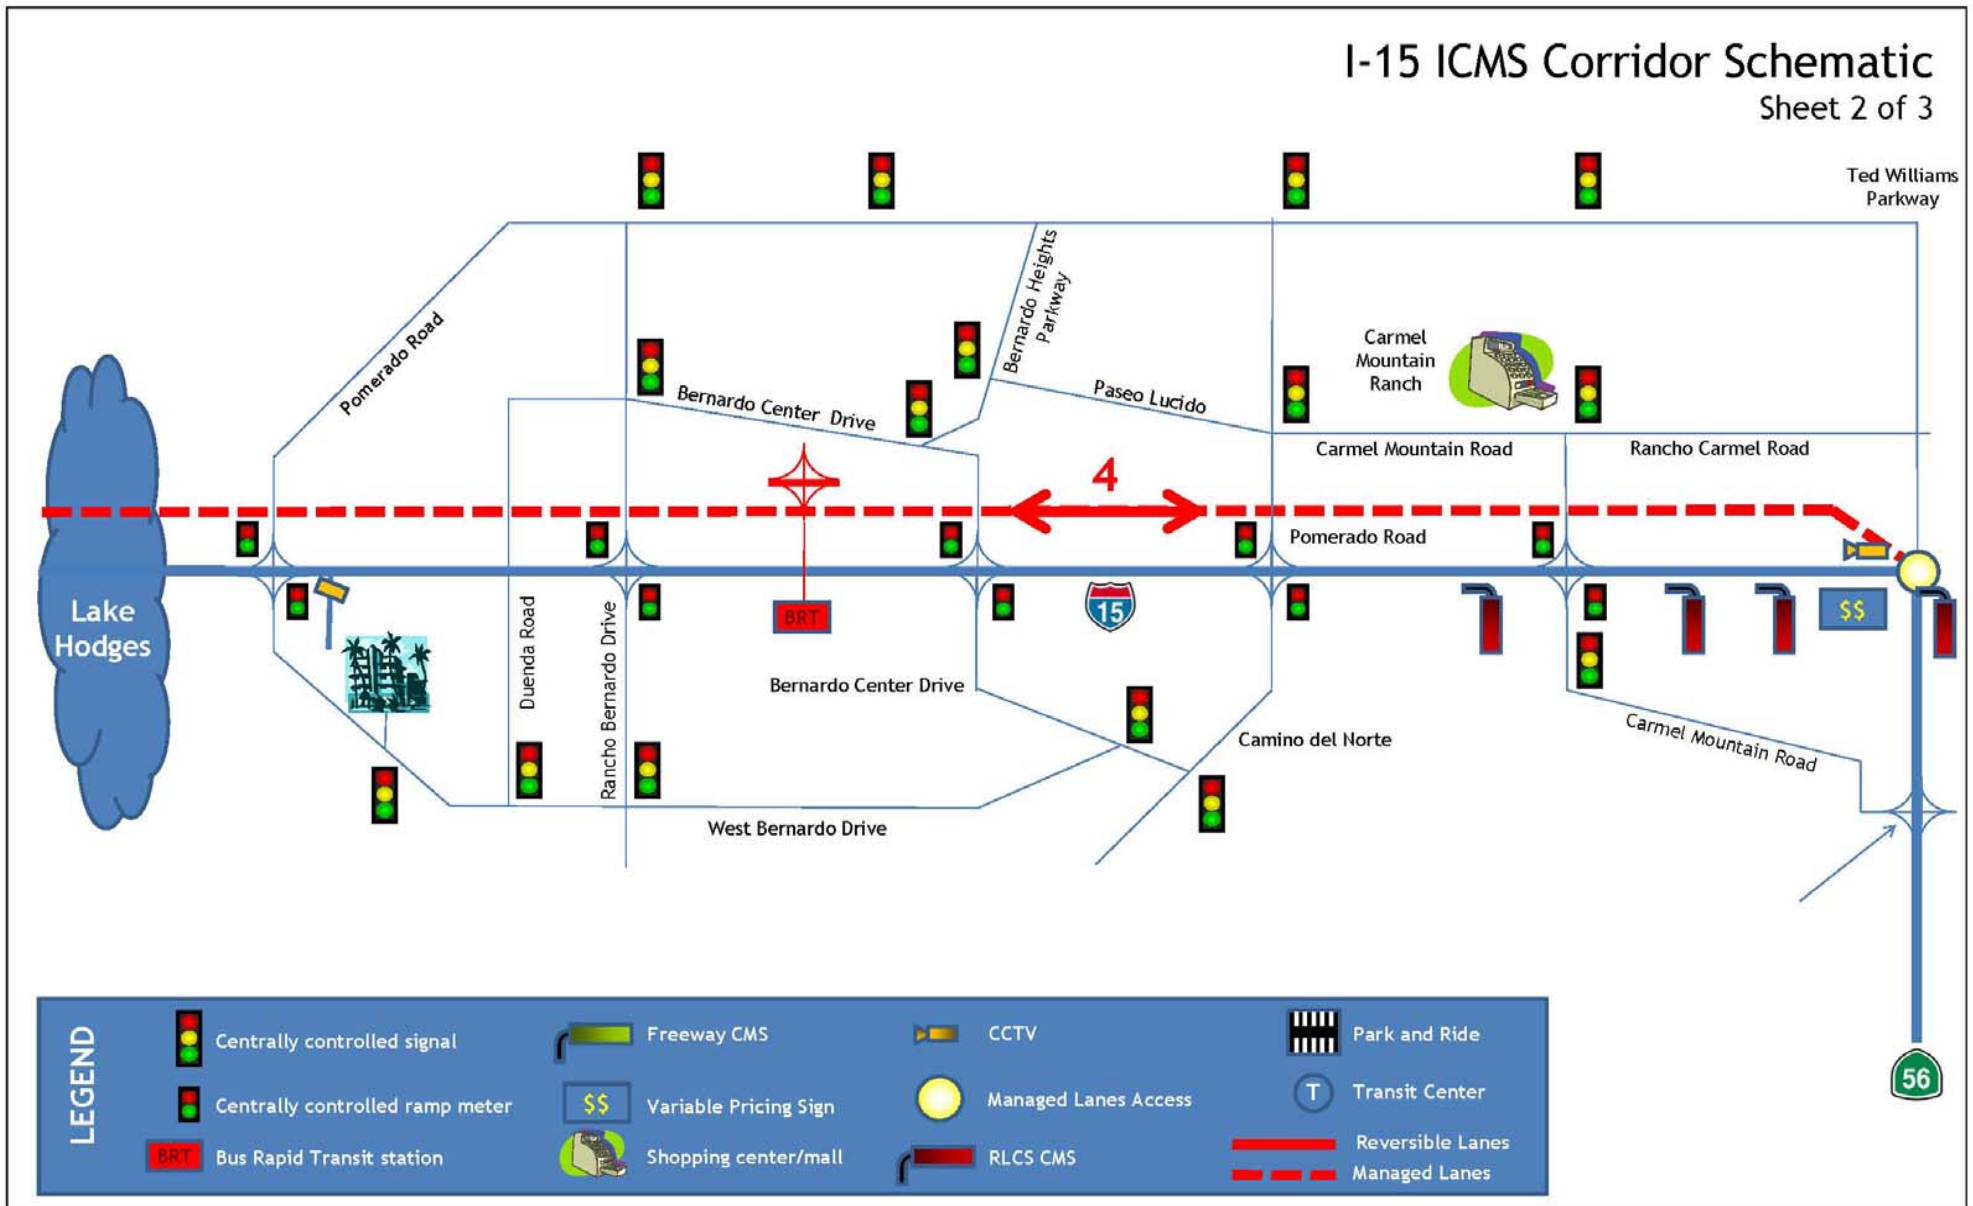 I-15 ICMS Corridor Schematic
Sheet 2 of 3
Ted Williams
Parkway
Pomerado Road
Bernardo Heights
Parkway
Carmel
Mountain
Ranch
Bernardo Center Drive
Paseo Lucido
Carmel Mountain Road
Rancho Carmel Road
4
Pomerado Road
Lake
Hodges
15
BRT
$$
Duenda Road
Rancho Bernardo Drive
Bernardo Center Drive
Camino del Norte
Carmel Mountain Road
West Bernardo Drive
56
LEGEND
Centrally controlled signal
Freeway CMS
CCTV
Park and Ride
Centrally controlled ramp meter
$$
Variable Pricing Sign
Managed Lanes Access
T
Transit Center
BRT
Bus Rapid Transit station
Shopping center/mall
RLCS CMS
Reversible Lanes
Managed Lanes